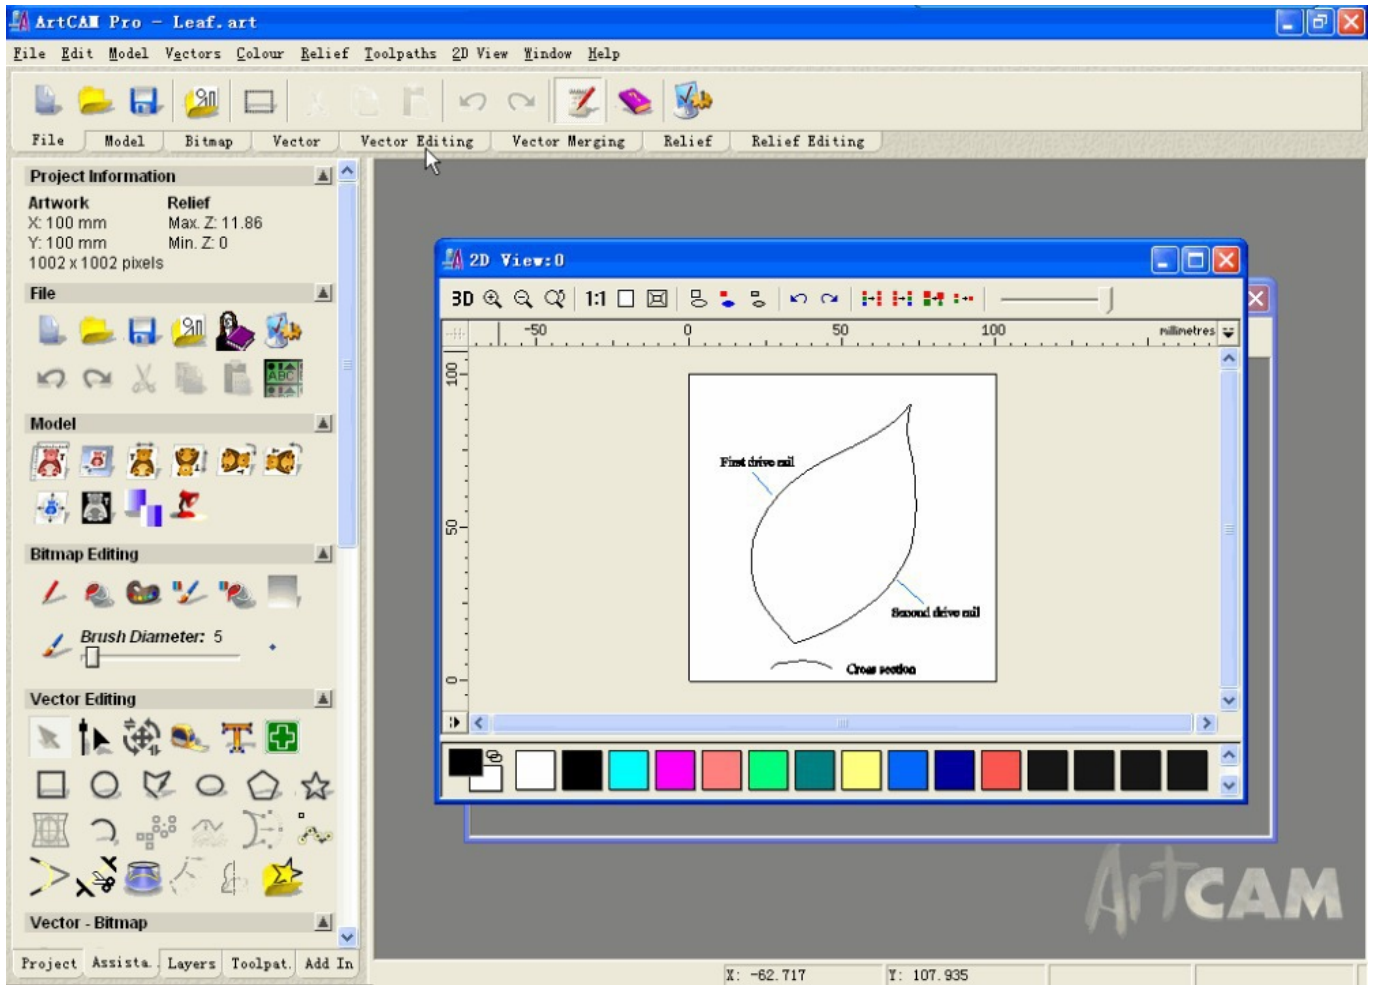 ArtCAM Pro - Leaf.art
File Edit Model Vectors Colour Relief Toolpaths 2D View Window Help
File Model Bitmap Vector Vector Editing Vector Merging Relief Relief Editing
Project Information
Artwork Relief
X: 100 mm Max. Z: 11.86
Y: 100 mm Min. Z: 0
1002 x 1002 pixels
File
ABC
Model
Bitmap Editing
Brush Diameter: 5
Vector Editing
Vector - Bitmap
Project Assista. Layers Toolpat. Add In
2D View:0
3D 1:1
-50 0 50 100 millimetres
100
50
0
First drive rail
Second drive rail
Cross section
ArtCAM
X: -62.717 Y: 107.935